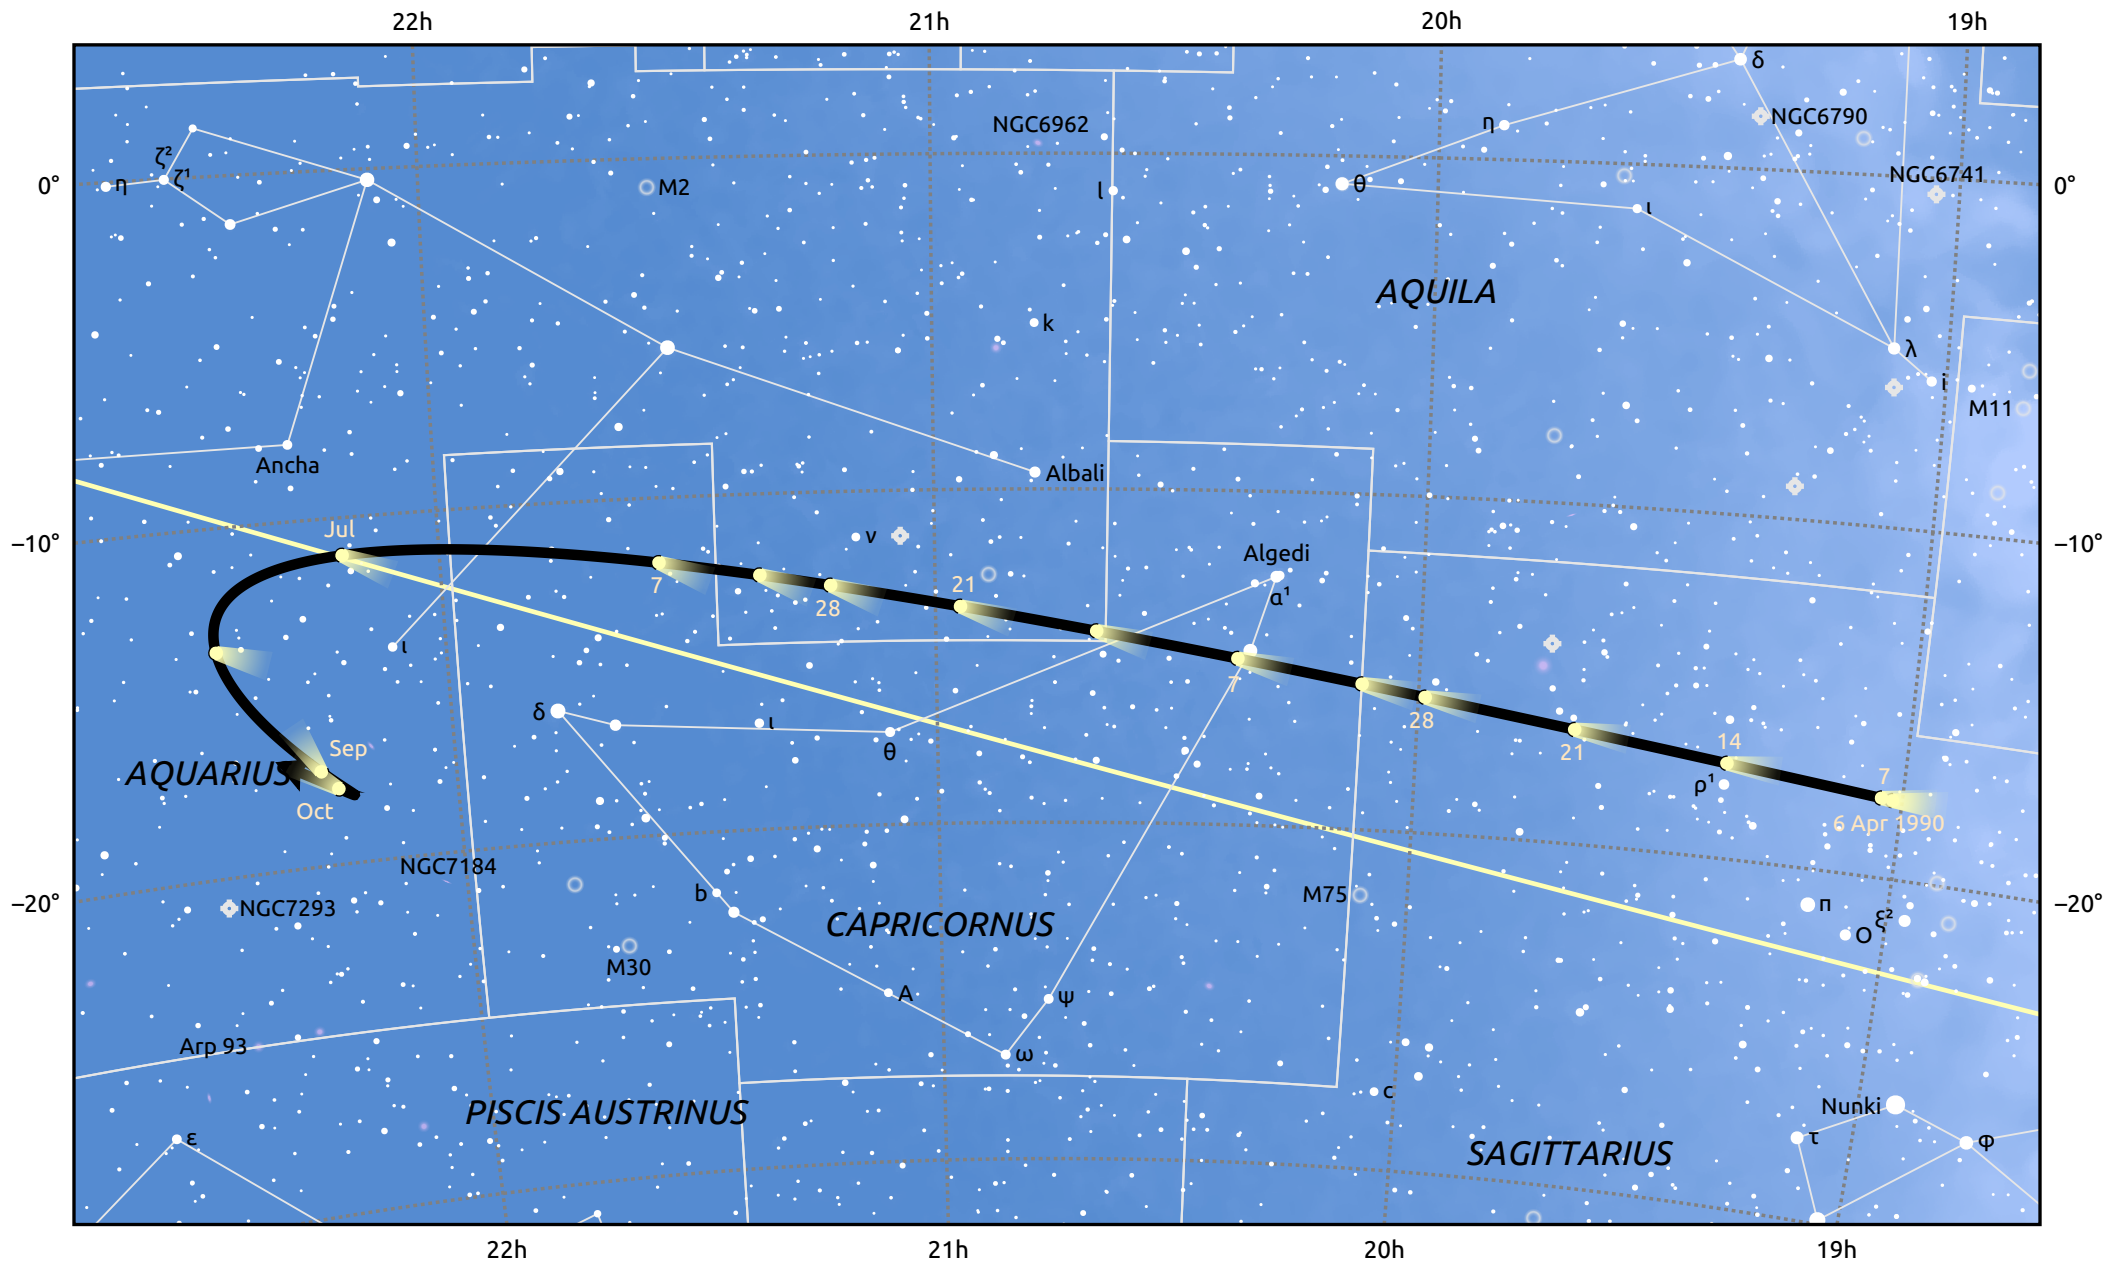 22h 21h 20h 19h
δ
η NGC6790
NGC6962
ζ² ζ¹ η
0° M2 l θ NGC6741 0°
ι
AQUILA
k
λ
i
M11
Ancha Albali
Jul
ν
−10° Algedi −10°
7 28 21 α¹
ι
7
δ ι θ 28 21 14
Sep
AQUARIUS ρ¹ 7
Oct 6 Apr 1990
NGC7184
b M75 π
−20° NGC7293 CAPRICORNUS ξ² −20°
ο
M30 A ψ
Arp 93 ω
c
PISCIS AUSTRINUS Nunki
ε τ φ
SAGITTARIUS
22h 21h 20h 19h